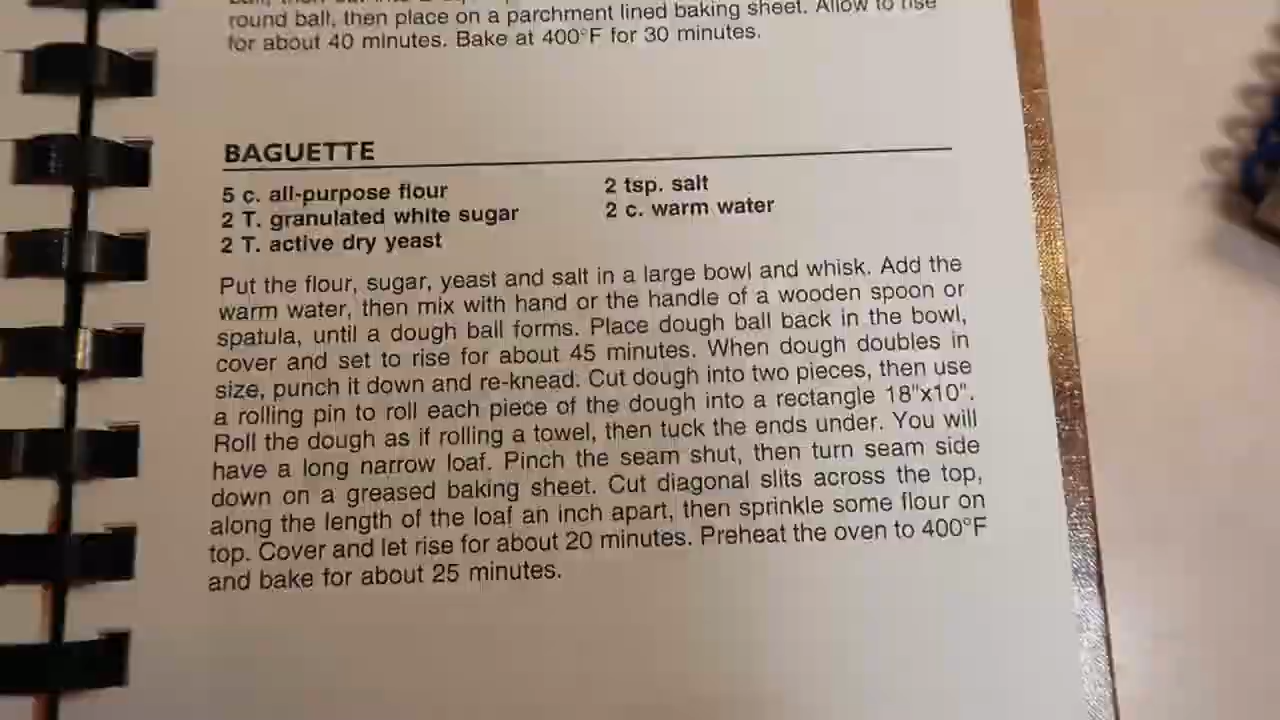 round ball, then place on a parchment lined baking sheet. Allow to rise
for about 40 minutes. Bake at 400°F for 30 minutes.
BAGUETTE
5 c. all-purpose flour
2 T. granulated white sugar
2 T. active dry yeast
2 tsp. salt
2 c. warm water
Put the flour, sugar, yeast and salt in a large bowl and whisk. Add the
warm water, then mix with hand or the handle of a wooden spoon or
spatula, until a dough ball forms. Place dough ball back in the bowl,
cover and set to rise for about 45 minutes. When dough doubles in
size, punch it down and re-knead. Cut dough into two pieces, then use
a rolling pin to roll each piece of the dough into a rectangle 18"x10".
Roll the dough as if rolling a towel, then tuck the ends under. You will
have a long narrow loaf. Pinch the seam shut, then turn seam side
down on a greased baking sheet. Cut diagonal slits across the top,
along the length of the loaf an inch apart, then sprinkle some flour on
top. Cover and let rise for about 20 minutes. Preheat the oven to 400°F
and bake for about 25 minutes.